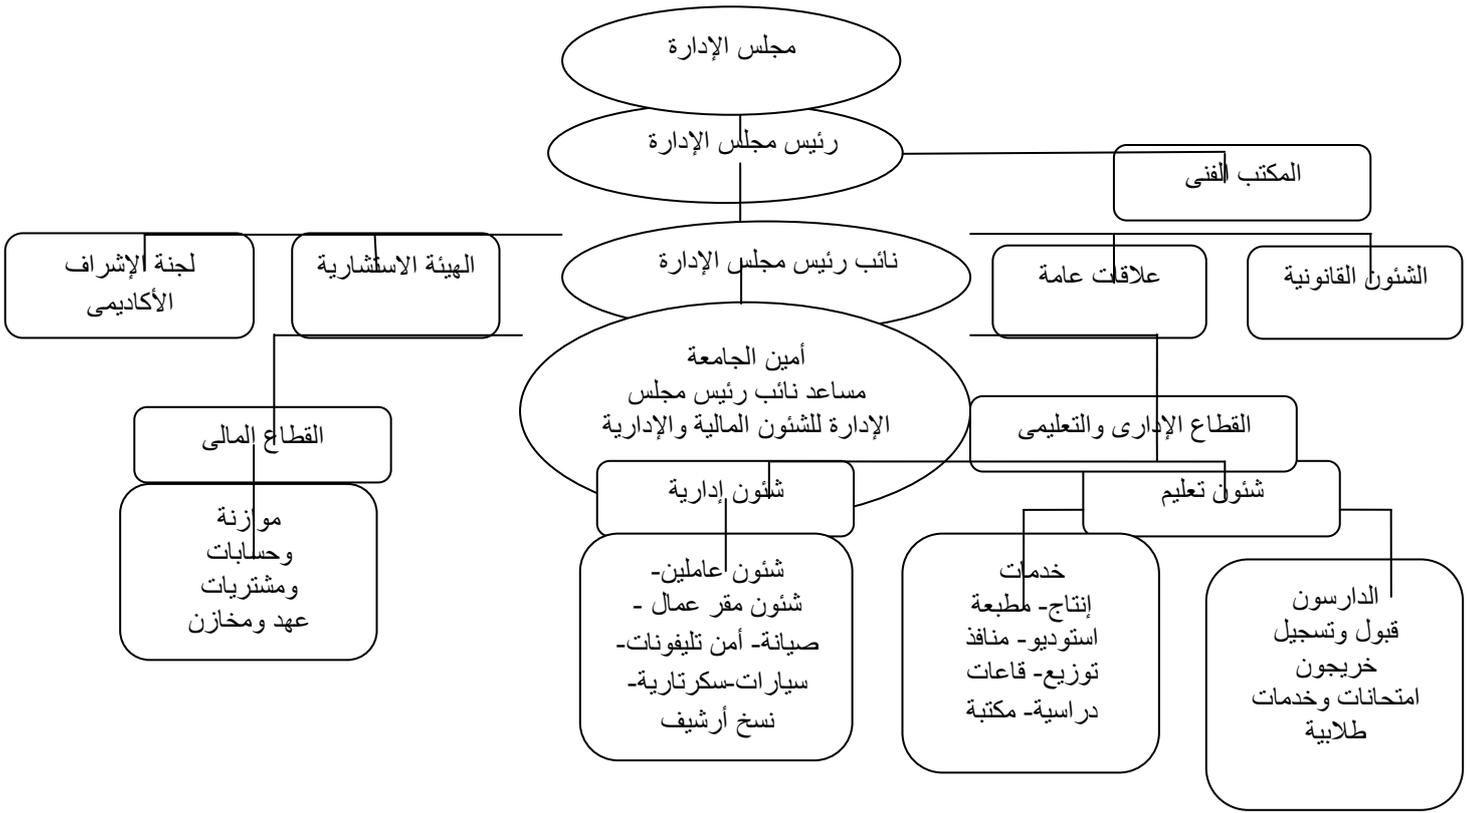 مجلس الإدارة
رئيس مجلس الإدارة
المكتب الفنى
الشئون القانونية
علاقات عامة
نائب رئيس مجلس الإدارة
الهيئة الاستشارية
لجنة الإشراف
الأكاديمى
أمين الجامعة
مساعد نائب رئيس مجلس
الإدارة للشئون المالية والإدارية
القطاع الإدارى والتعليمى
القطاع المالى
شئون تعليم
شئون إدارية
الدارسون
قبول وتسجيل
خريجون
امتحانات وخدمات
طلابية
خدمات
إنتاج- مطبعة
استوديو- منافذ
توزيع- قاعات
دراسية- مكتبة
شئون عاملين-
شئون مقر عمال -
صيانة- أمن تليفونات-
سيارات-سكرتارية-
نسخ أرشيف
موازنة
وحسابات
ومشتريات
عهد ومخازن